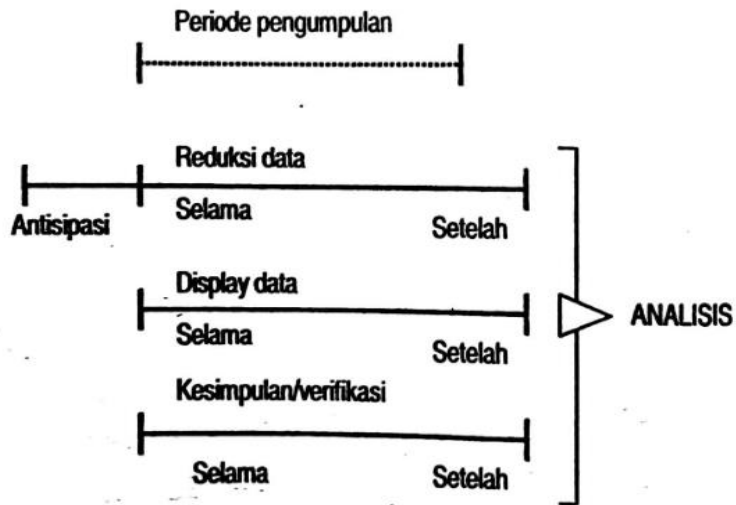 Periode pengumpulan
Reduksi data
Antisipasi
Selama
Setelah
Display data
Selama
Setelah
ANALISIS
Kesimpulan/verifikasi
Selama
Setelah